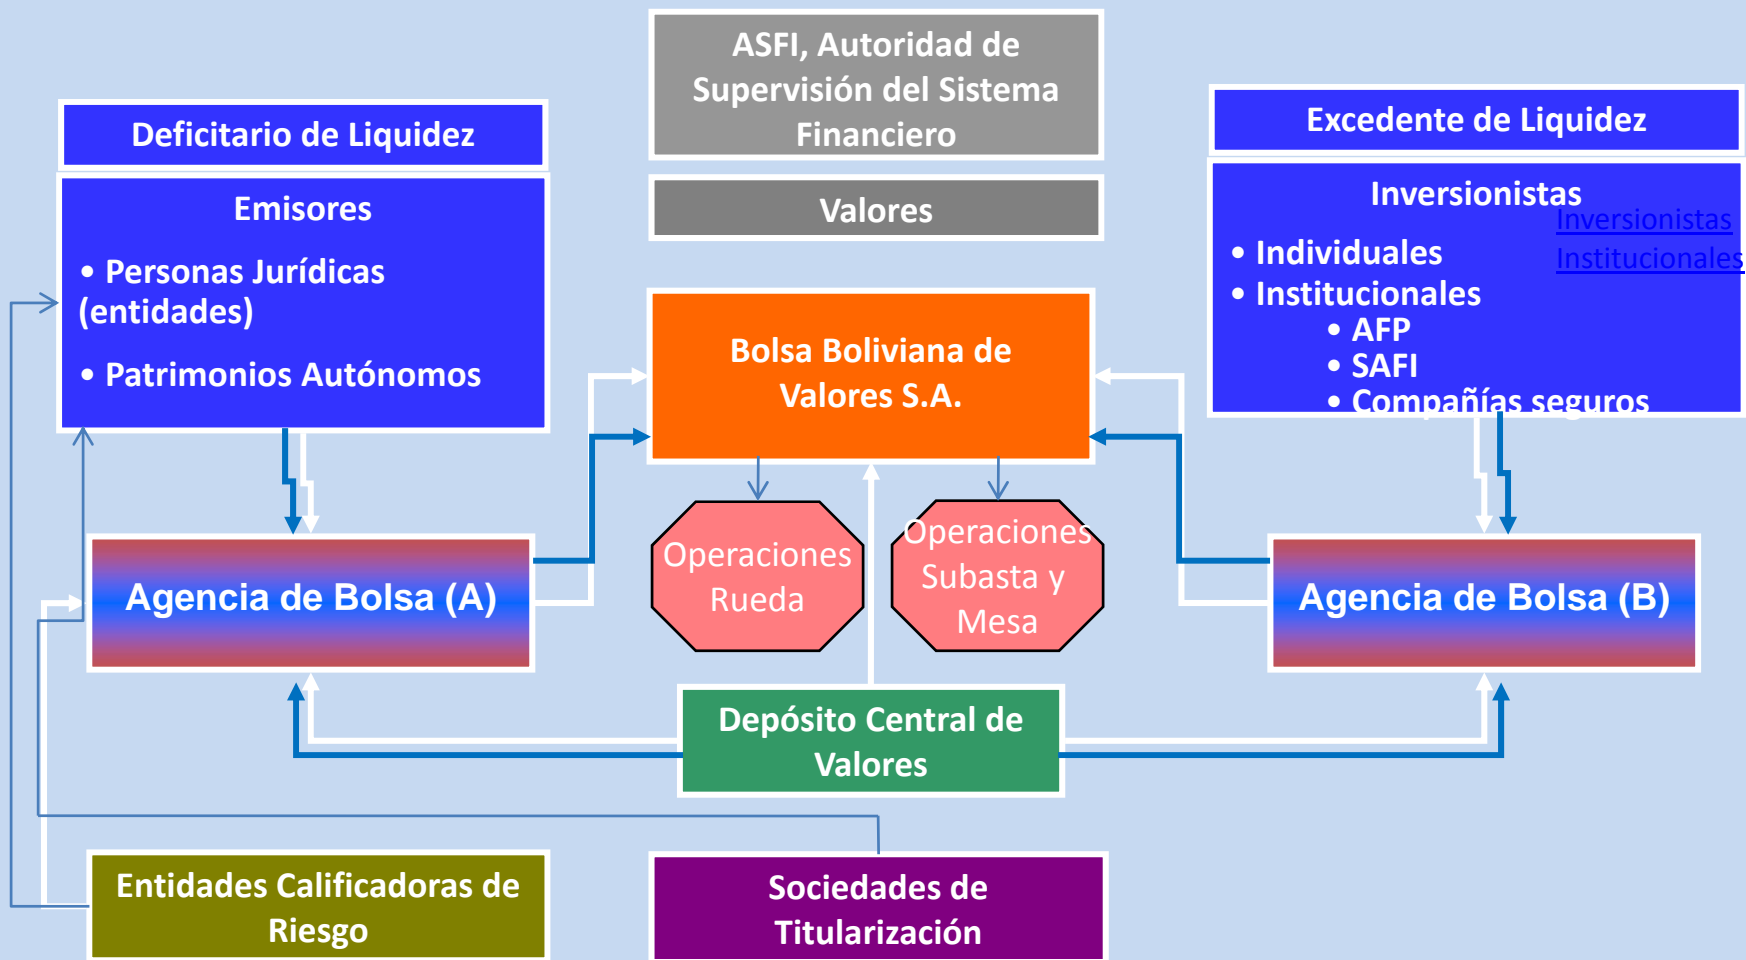 ASFI, Autoridad de
Supervisión del Sistema
Financiero
Deficitario de Liquidez
Excedente de Liquidez
Emisores
• Personas Jurídicas
(entidades)
• Patrimonios Autónomos
Valores
Inversionistas
Inversionistas
Institucionales
• Individuales
• Institucionales
• AFP
• SAFI
• Compañías seguros
Bolsa Boliviana de
Valores S.A.
Operaciones
Rueda
Operaciones
Subasta y
Mesa
Agencia de Bolsa (A)
Agencia de Bolsa (B)
Depósito Central de
Valores
Entidades Calificadoras de
Riesgo
Sociedades de
Titularización